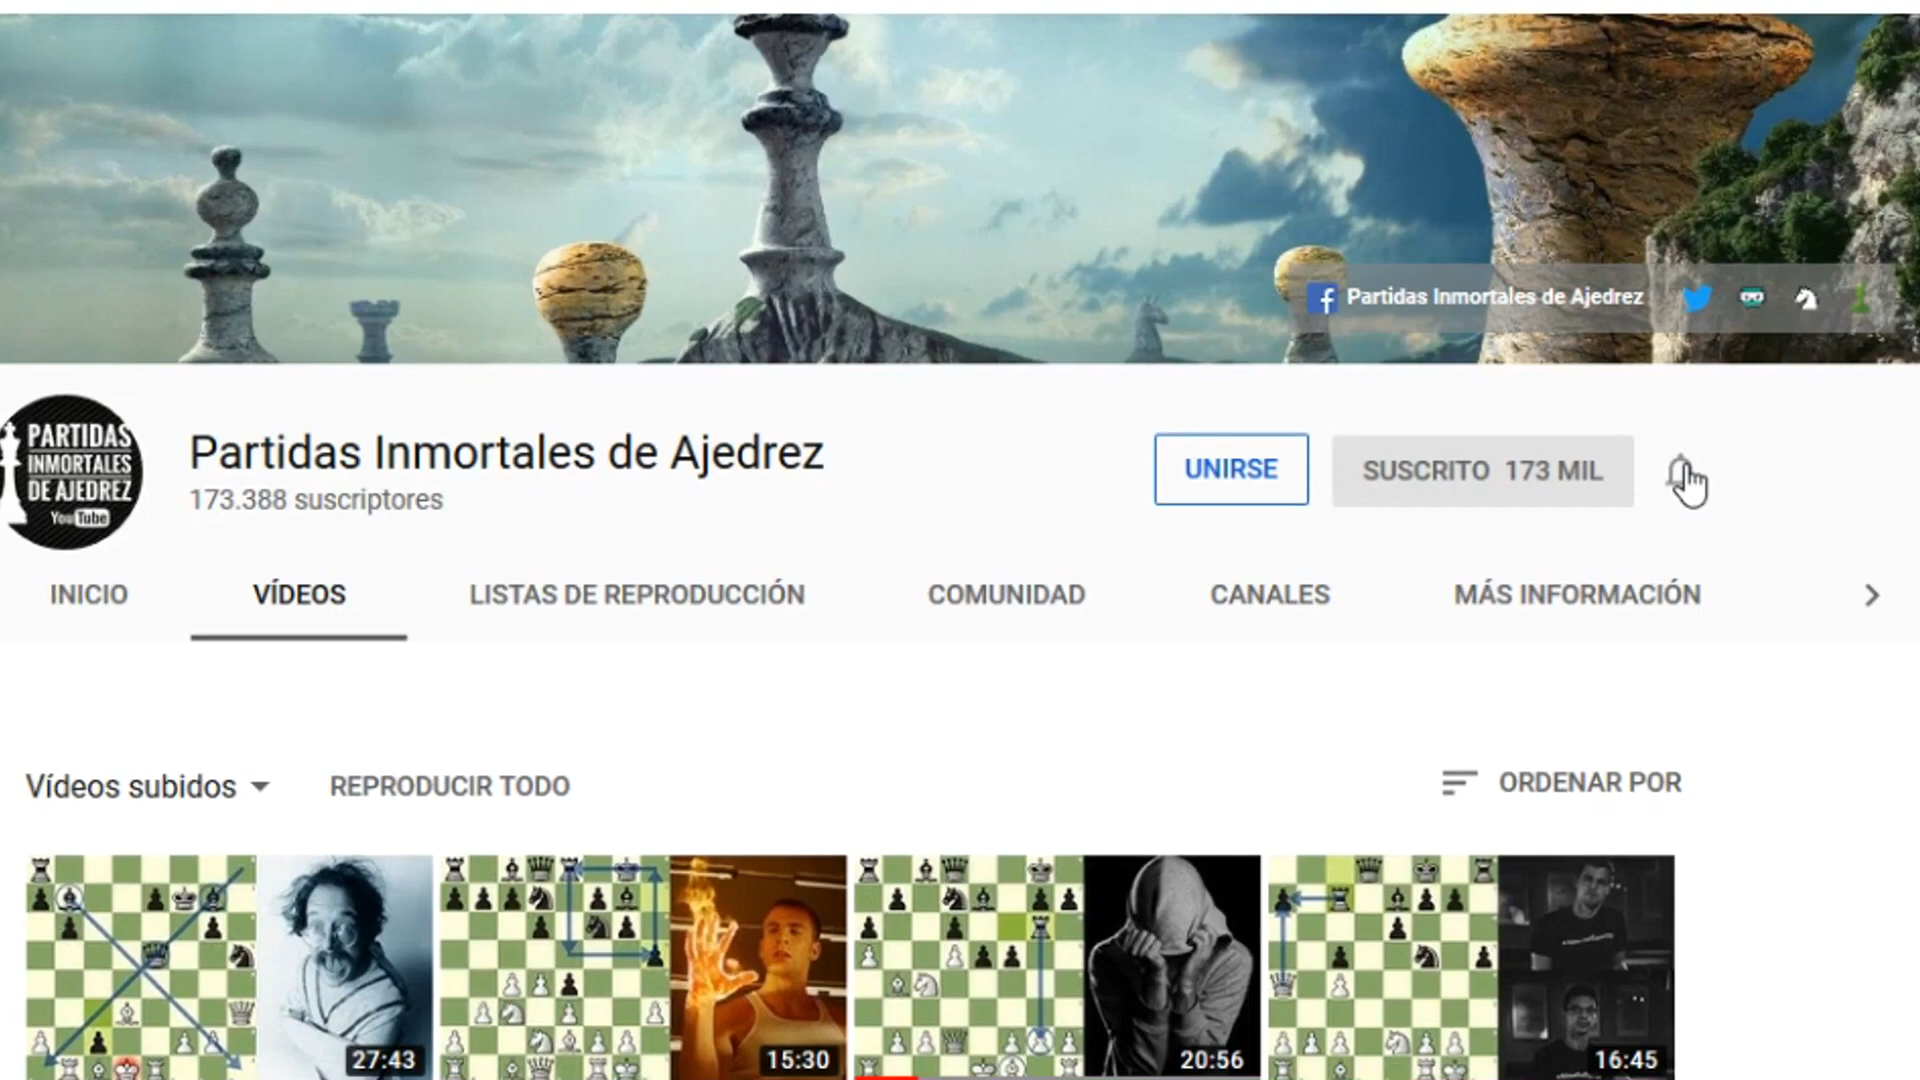 Partidas Inmortales de Ajedrez
PARTIDAS
INMORTALES
DE AJEDREZ
YouTube
Partidas Inmortales de Ajedrez
173.388 suscriptores
UNIRSE
SUSCRITO 173 MIL
INICIO
VÍDEOS
LISTAS DE REPRODUCCIÓN
COMUNIDAD
CANALES
MÁS INFORMACIÓN
Vídeos subidos
REPRODUCIR TODO
ORDENAR POR
27:43
15:30
20:56
16:45